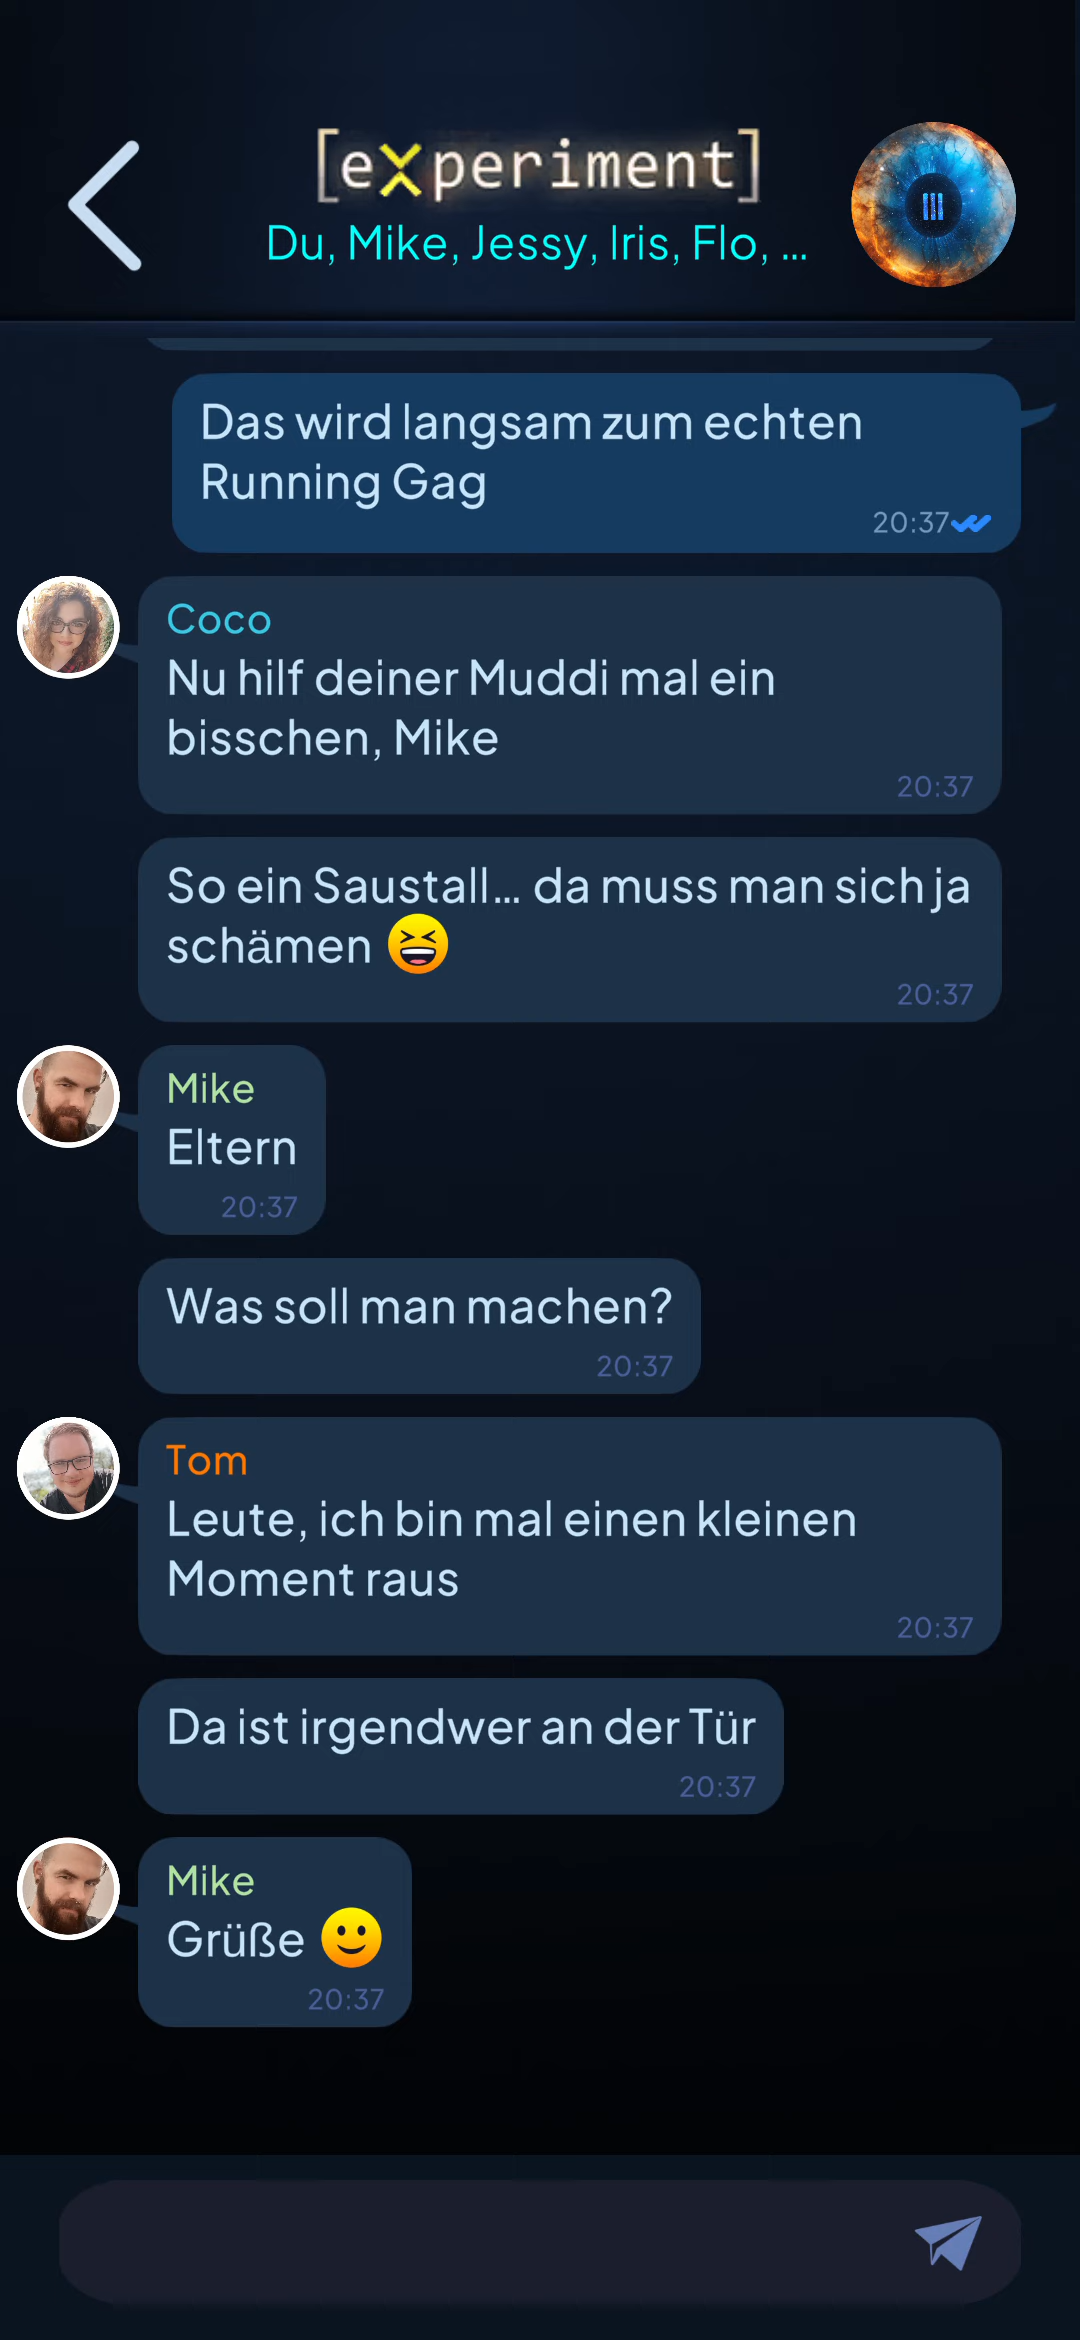 [eXperiment]
Du, Mike, Jessy, Iris, Flo, ...
Das wird langsam zum echten
Running Gag
20:37
Coco
Nu hilf deiner Muddi mal ein
bisschen, Mike
20:37
So ein Saustall... da muss man sich ja
schämen 😆
20:37
Mike
Eltern
20:37
Was soll man machen?
20:37
Tom
Leute, ich bin mal einen kleinen
Moment raus
20:37
Da ist irgendwer an der Tür
20:37
Mike
Grüße 🙂
20:37